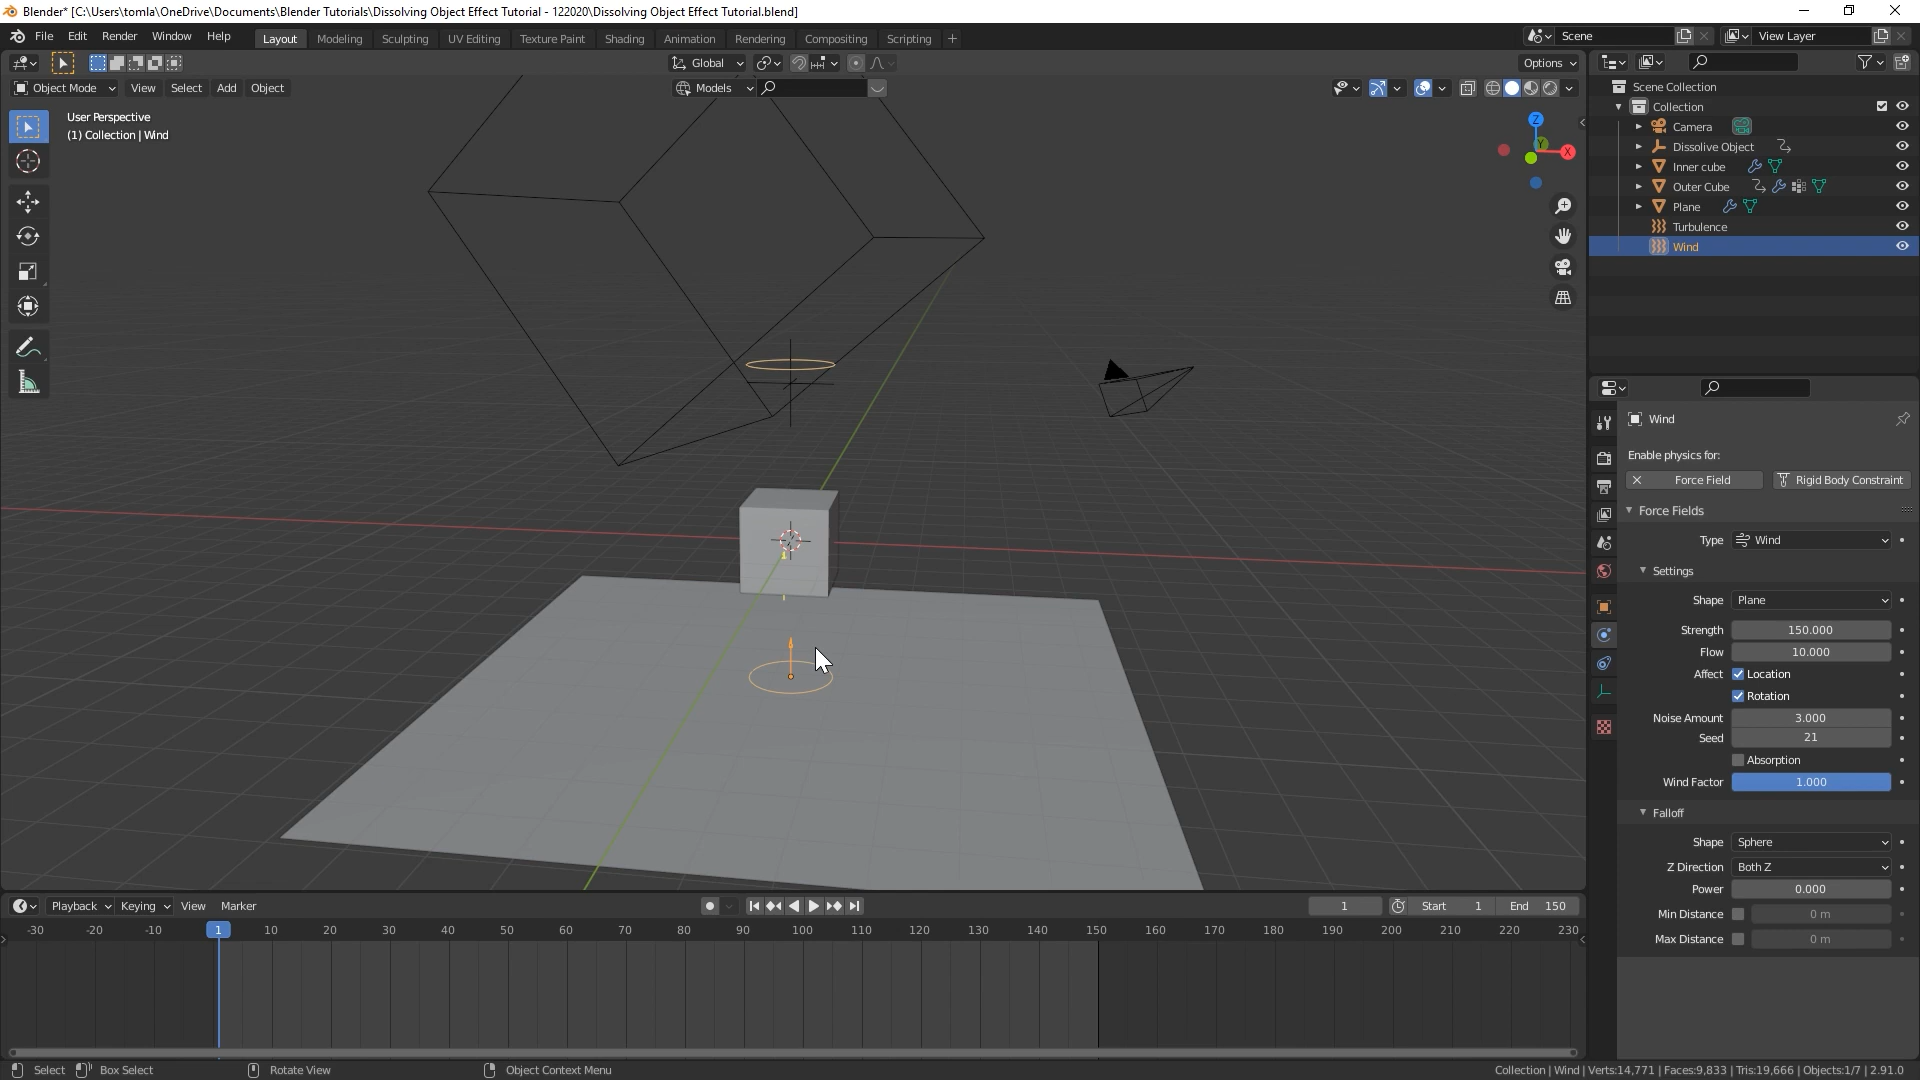 Blender* [C:\Users\tomla\OneDrive\Documents\Blender Tutorials\Dissolving Object Effect Tutorial - 122020\Dissolving Object Effect Tutorial.blend]
File Edit Render Window Help Layout Modeling Sculpting UV Editing Texture Paint Shading Animation Rendering Compositing Scripting + Scene View Layer
Global Options
Object Mode View Select Add Object Models
User Perspective
(1) Collection | Wind
Z
Y
X
Scene Collection
Collection
Camera
Dissolive Object
Inner cube
Outer Cube
Plane
Turbulence
Wind
Wind
Enable physics for:
Force Field Rigid Body Constraint
Force Fields
Type Wind
Settings
Shape Plane
Strength 150.000
Flow 10.000
Affect Location
Rotation
Noise Amount 3.000
Seed 21
Absorption
Wind Factor 1.000
Falloff
Shape Sphere
Z Direction Both Z
Power 0.000
Min Distance 0 m
Max Distance 0 m
Playback Keying View Marker 1 Start 1 End 150
-30 -20 -10 1 10 20 30 40 50 60 70 80 90 100 110 120 130 140 150 160 170 180 190 200 210 220 230
Select Box Select Rotate View Object Context Menu Collection | Wind | Verts:14,771 | Faces:9,833 | Tris:19,666 | Objects:1/7 | 2.91.0